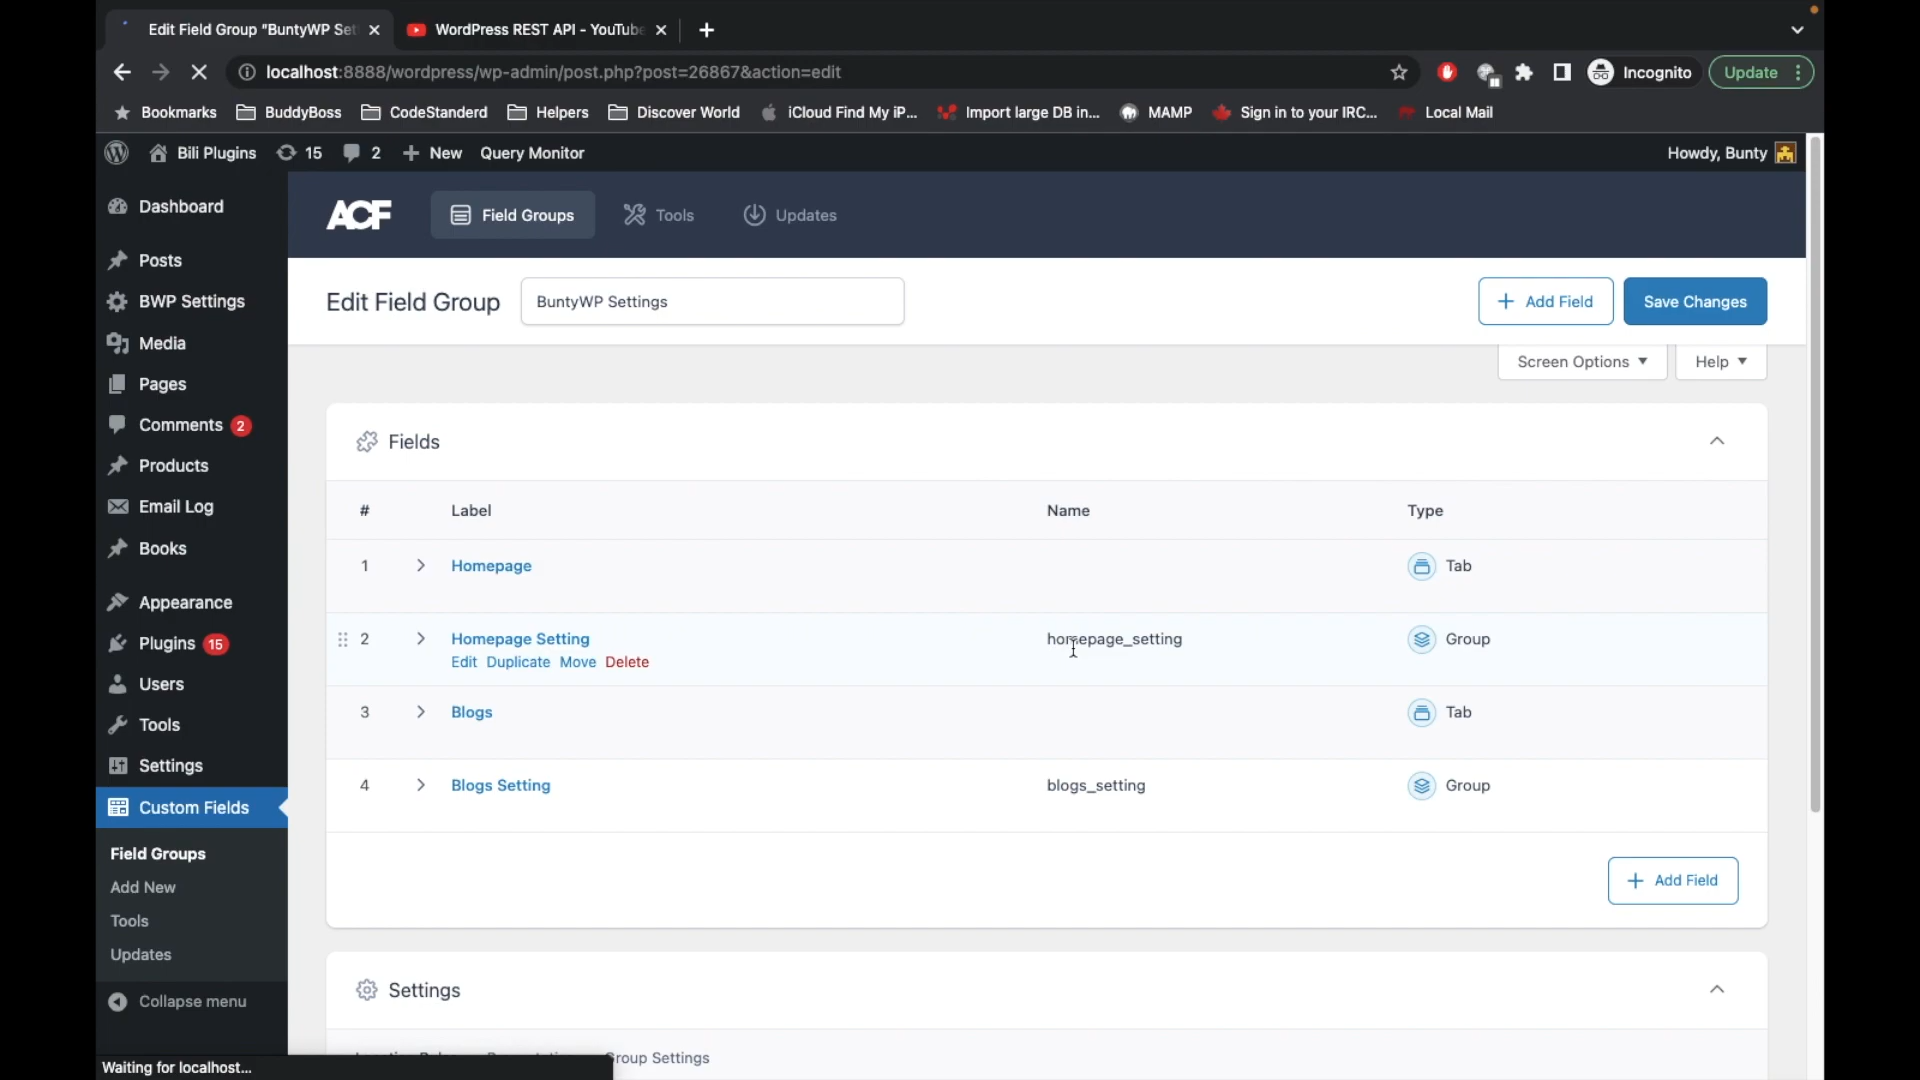 Edit Field Group "BuntyWP Set
WordPress REST API - YouTube
localhost:8888/wordpress/wp-admin/post.php?post=26867&action=edit
Incognito
Update
Bookmarks
BuddyBoss
CodeStanderd
Helpers
Discover World
iCloud Find My iP...
Import large DB in...
MAMP
Sign in to your IRC...
Local Mail
Bili Plugins
15
2
New
Query Monitor
Howdy, Bunty
Dashboard
Posts
BWP Settings
Media
Pages
Comments 2
Products
Email Log
Books
Appearance
Plugins 15
Users
Tools
Settings
Custom Fields
Field Groups
Add New
Tools
Updates
Collapse menu
ACF
Field Groups
Tools
Updates
Edit Field Group
BuntyWP Settings
+ Add Field
Save Changes
Screen Options
Help
Fields
# Label Name Type
1 Homepage Tab
2 Homepage Setting homepage_setting Group
Edit Duplicate Move Delete
3 Blogs Tab
4 Blogs Setting blogs_setting Group
+ Add Field
Settings
Group Settings
Waiting for localhost...